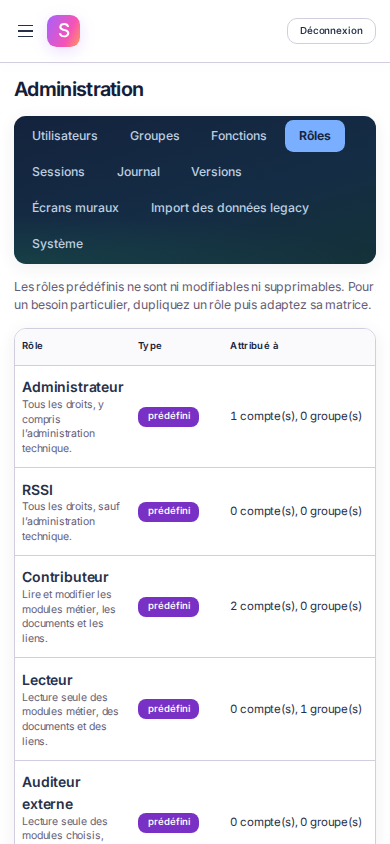 S
Déconnexion
Administration
Utilisateurs Groupes Fonctions Rôles
Sessions Journal Versions
Écrans muraux Import des données legacy
Système
Les rôles prédéfinis ne sont ni modifiables ni supprimables. Pour
un besoin particulier, dupliquez un rôle puis adaptez sa matrice.
Rôle Type Attribué à
Administrateur
Tous les droits, y
compris
l'administration
technique.
prédéfini
1 compte(s), 0 groupe(s)
RSSI
Tous les droits, sauf
l'administration
technique.
prédéfini
0 compte(s), 0 groupe(s)
Contributeur
Lire et modifier les
modules métier, les
documents et les
liens.
prédéfini
2 compte(s), 0 groupe(s)
Lecteur
Lecture seule des
modules métier, des
documents et des
liens.
prédéfini
0 compte(s), 1 groupe(s)
Auditeur
externe
Lecture seule des
modules choisis,
prédéfini
0 compte(s), 0 groupe(s)